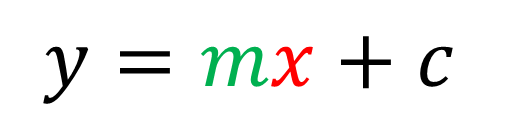 y = mx + c